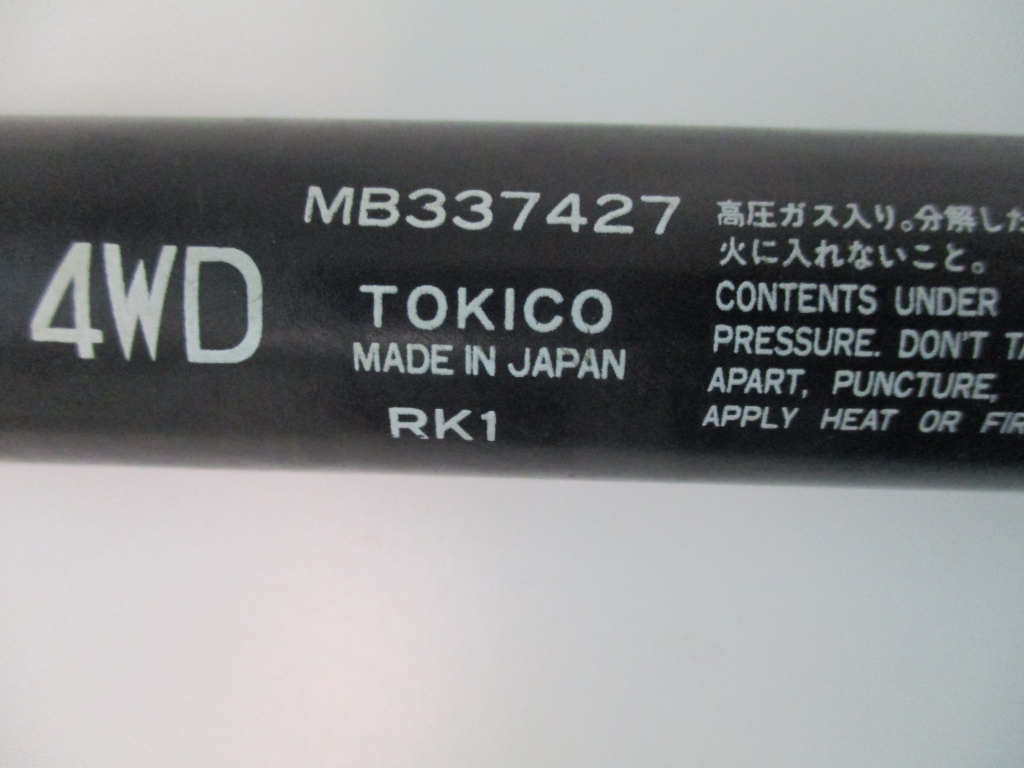 4WD
MB337427
TOKICO
MADE IN JAPAN
RK1
高圧ガス入り。分解した
火に入れないこと。
CONTENTS UNDER
PRESSURE. DON'T
APART, PUNCTURE,
APPLY HEAT OR